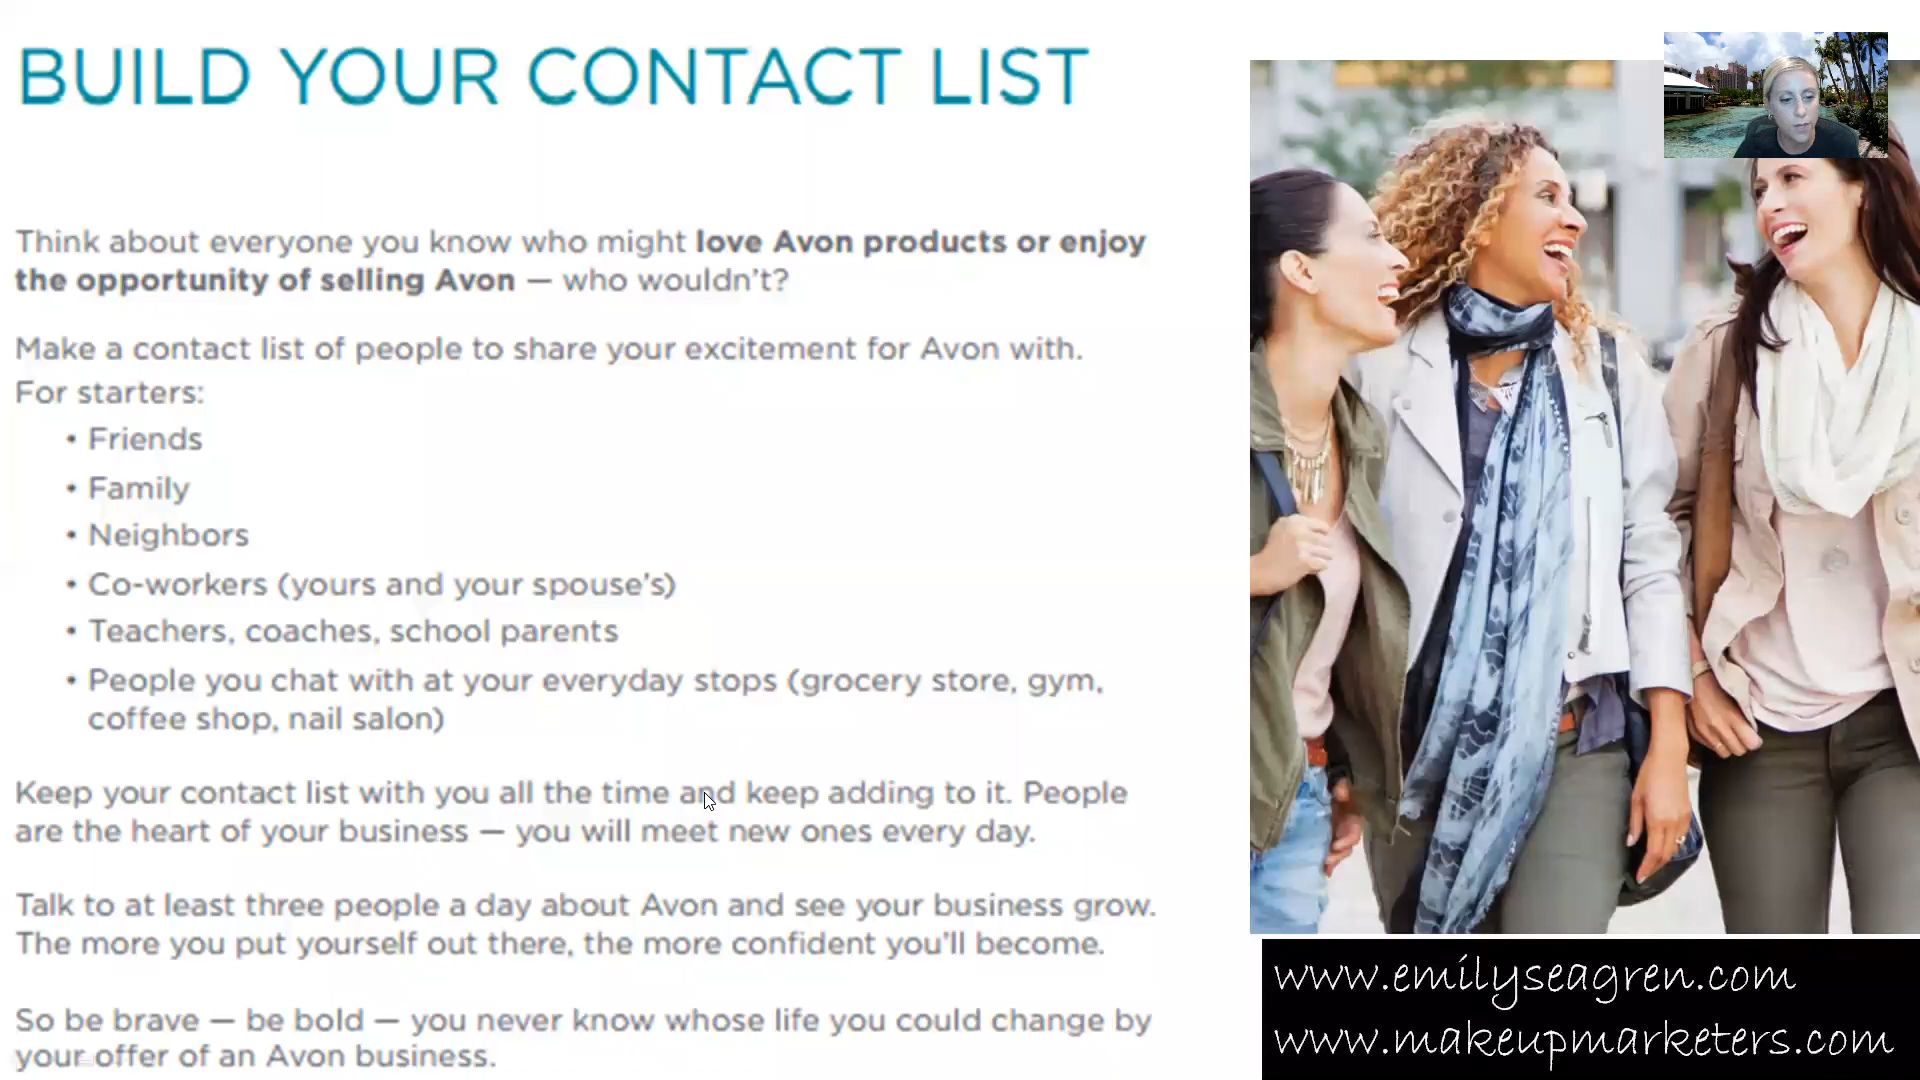 BUILD YOUR CONTACT LIST
Think about everyone you know who might love Avon products or enjoy
the opportunity of selling Avon — who wouldn't?
Make a contact list of people to share your excitement for Avon with.
For starters:
• Friends
• Family
• Neighbors
• Co-workers (yours and your spouse's)
• Teachers, coaches, school parents
• People you chat with at your everyday stops (grocery store, gym,
coffee shop, nail salon)
Keep your contact list with you all the time and keep adding to it. People
are the heart of your business — you will meet new ones every day.
Talk to at least three people a day about Avon and see your business grow.
The more you put yourself out there, the more confident you'll become.
So be brave — be bold — you never know whose life you could change by
your offer of an Avon business.
www.emilyseagren.com
www.makeupmarketers.com